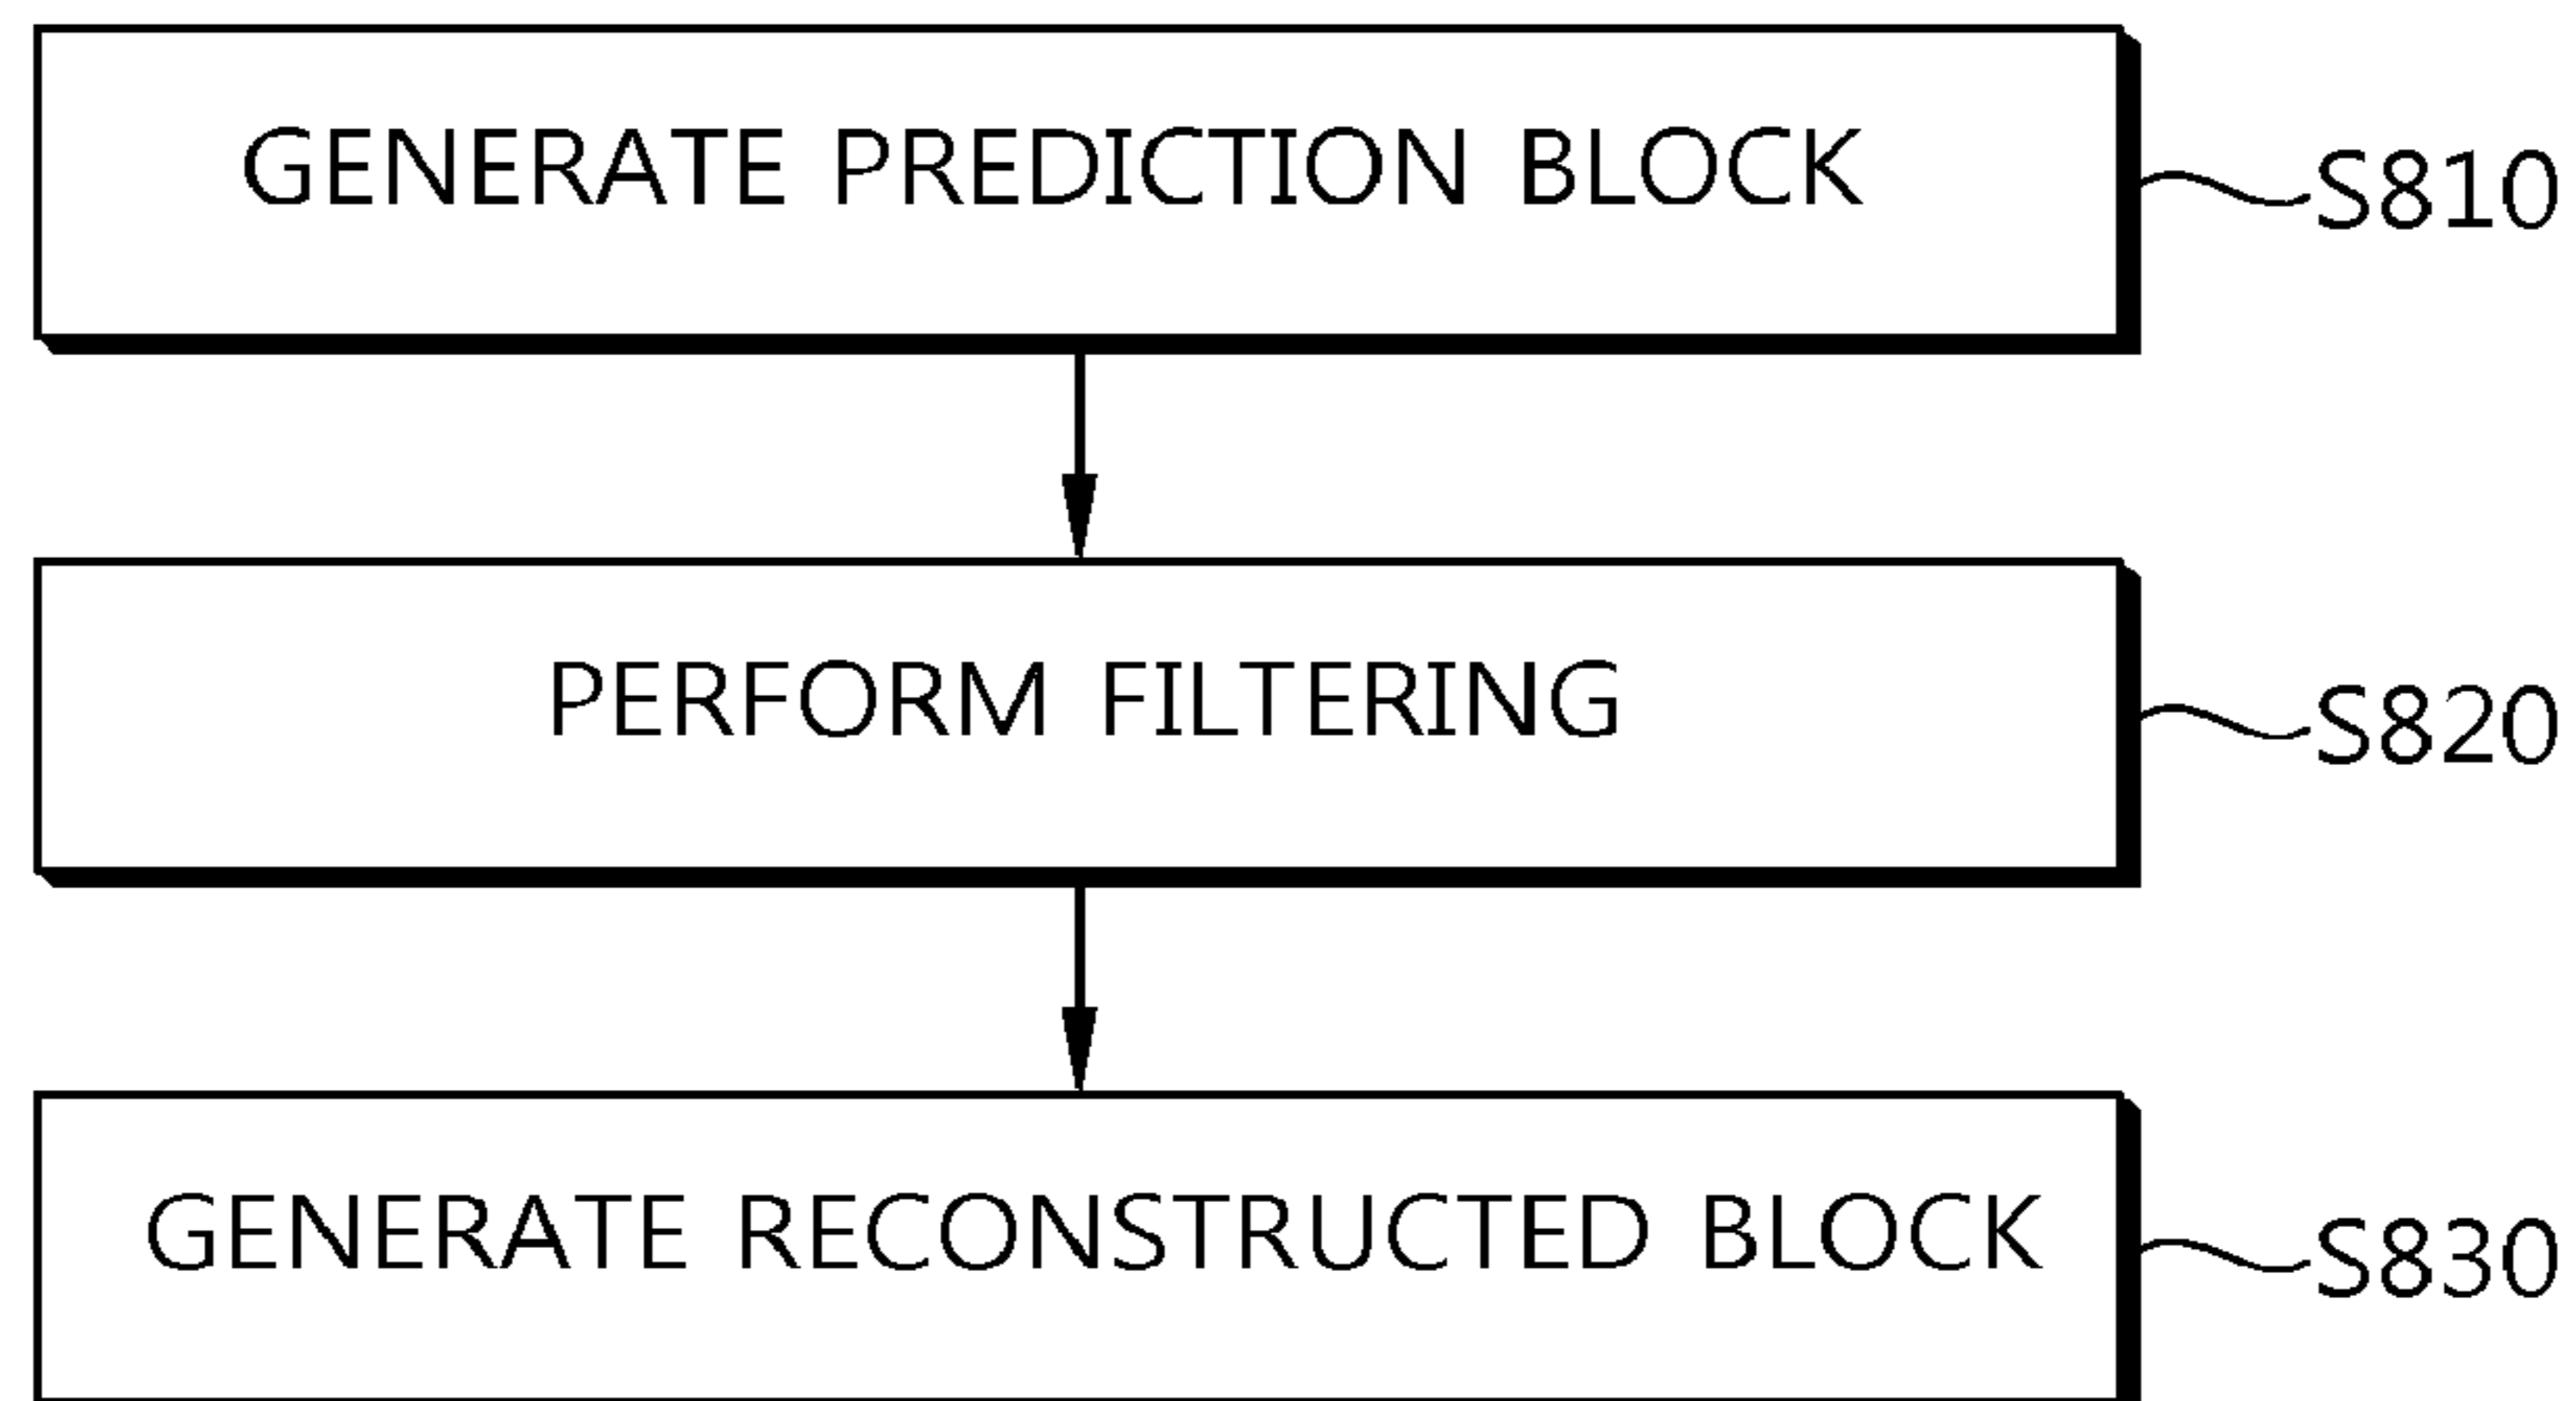 GENERATE PREDICTION BLOCK
S810
PERFORM FILTERING
S820
GENERATE RECONSTRUCTED BLOCK
S830